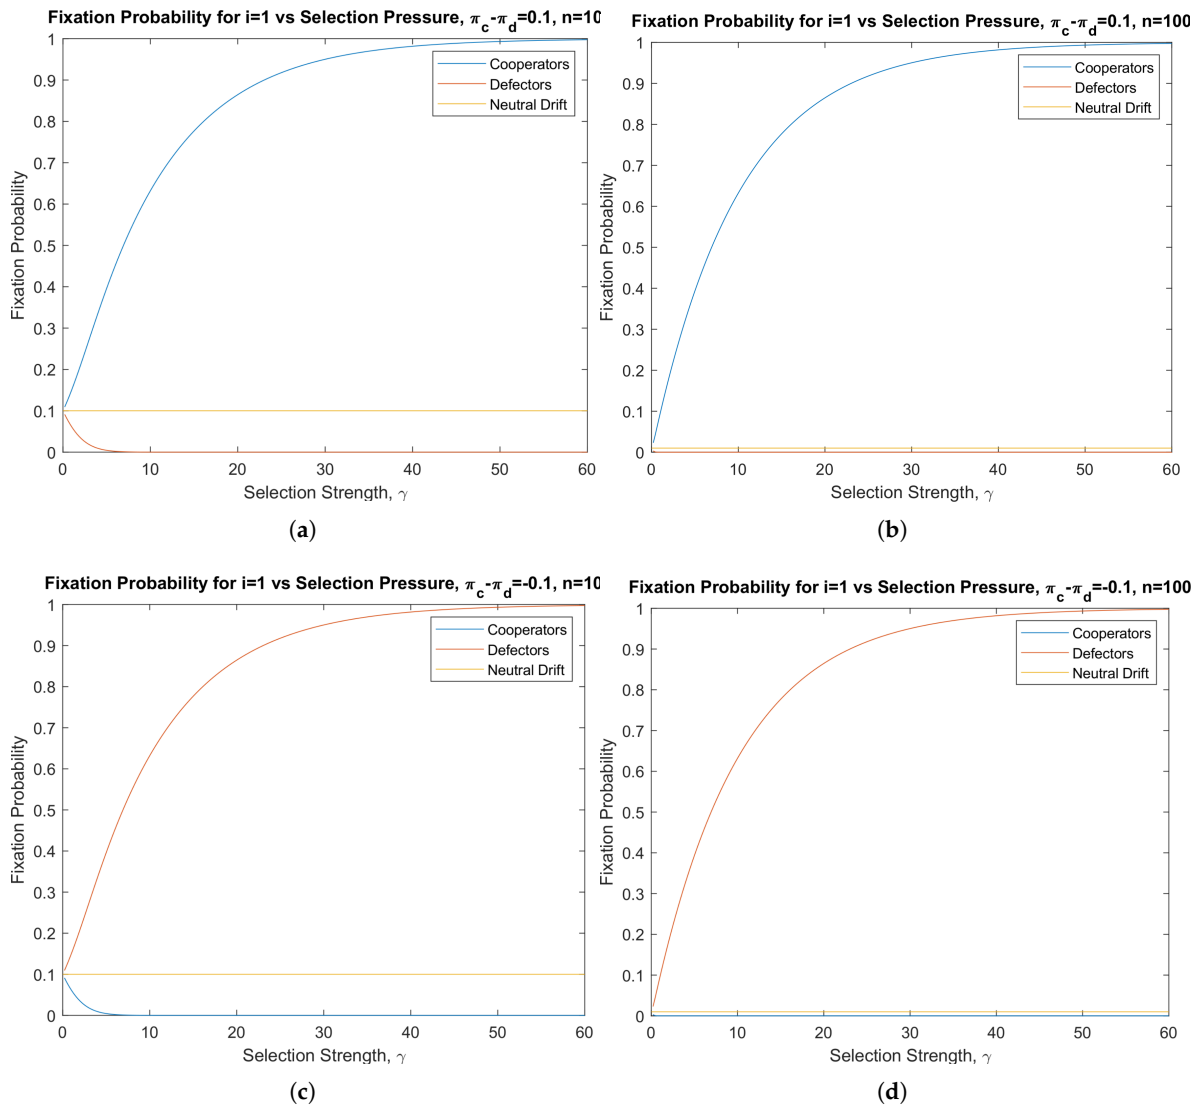 Fixation Probability for i=1 vs Selection Pressure, πc-πd=0.1, n=10
1
0.9
0.8
0.7
0.6
0.5
0.4
0.3
0.2
0.1
0
Fixation Probability
Cooperators
Defectors
Neutral Drift
0 10 20 30 40 50 60
Selection Strength, γ
(a)
Fixation Probability for i=1 vs Selection Pressure, πc-πd=0.1, n=100
1
0.9
0.8
0.7
0.6
0.5
0.4
0.3
0.2
0.1
0
Fixation Probability
Cooperators
Defectors
Neutral Drift
0 10 20 30 40 50 60
Selection Strength, γ
(b)
Fixation Probability for i=1 vs Selection Pressure, πc-πd=-0.1, n=10
1
0.9
0.8
0.7
0.6
0.5
0.4
0.3
0.2
0.1
0
Fixation Probability
Cooperators
Defectors
Neutral Drift
0 10 20 30 40 50 60
Selection Strength, γ
(c)
Fixation Probability for i=1 vs Selection Pressure, πc-πd=-0.1, n=100
1
0.9
0.8
0.7
0.6
0.5
0.4
0.3
0.2
0.1
0
Fixation Probability
Cooperators
Defectors
Neutral Drift
0 10 20 30 40 50 60
Selection Strength, γ
(d)